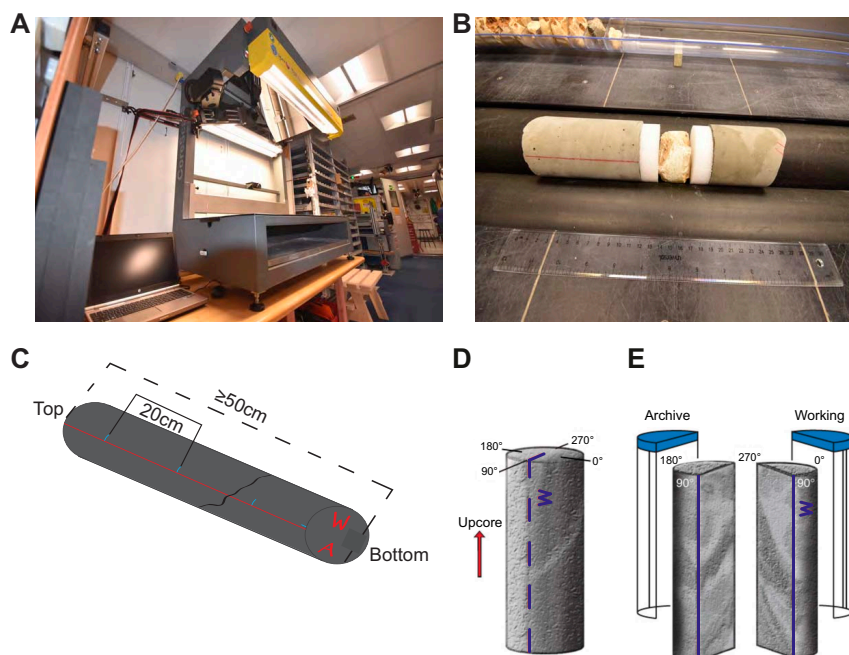 A
B
C
Top
20cm
≥50cm
W
A
Bottom
D
180°
270°
90°
0°
W
Upcore
E
Archive
Working
180°
270°
0°
90°
90°
W